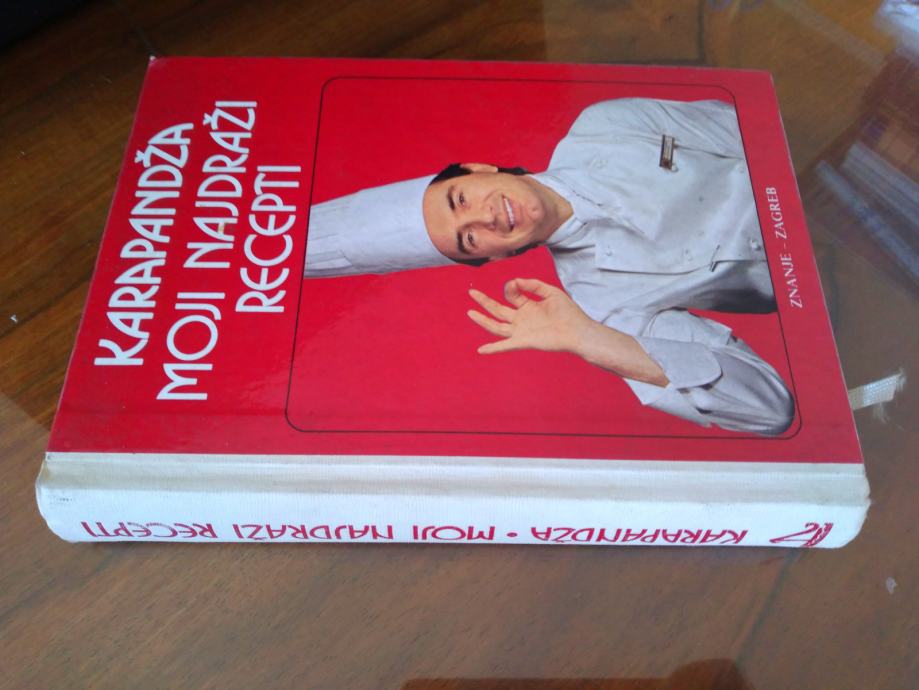 KARAPANDŽA
MOJI NAJDRAŽI
RECEPTI
ZNANJE - ZAGREB
KARAPANDŽA • MOJI NAJDRAŽI RECEPTI